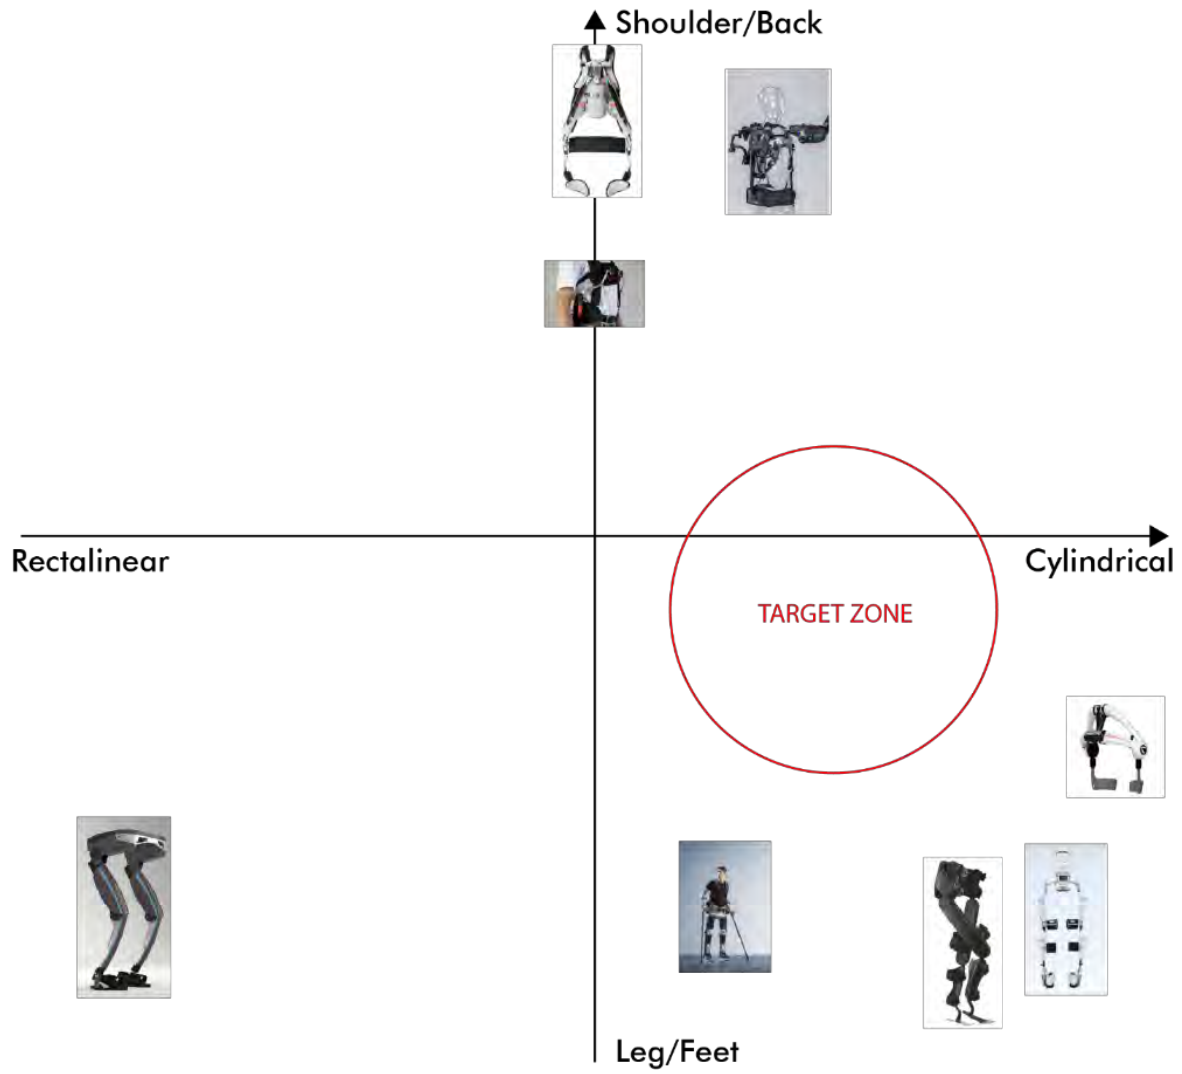 Shoulder/Back
Rectalinear
Cylindrical
TARGET ZONE
Leg/Feet